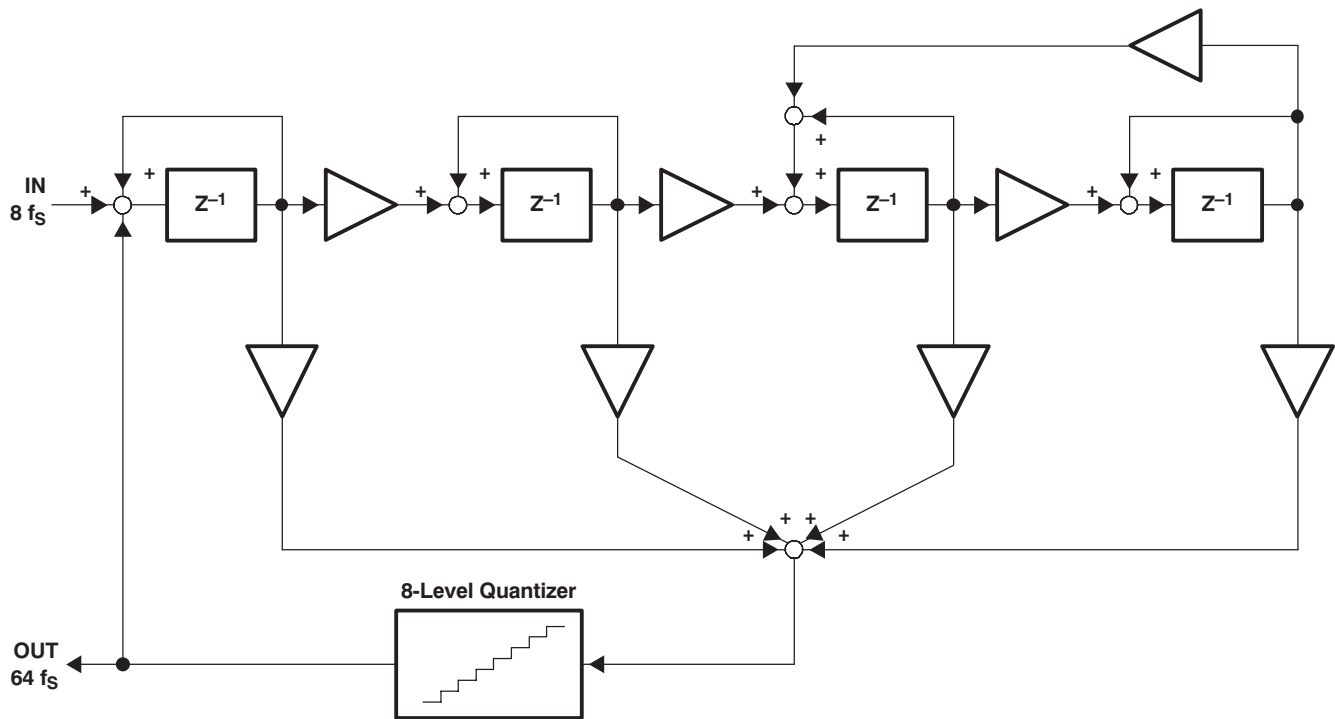 IN
8 fS
+
+
Z–1
+
+
Z–1
+
+
+
Z–1
+
+
Z–1
+
+
+
+
8-Level Quantizer
OUT
64 fS